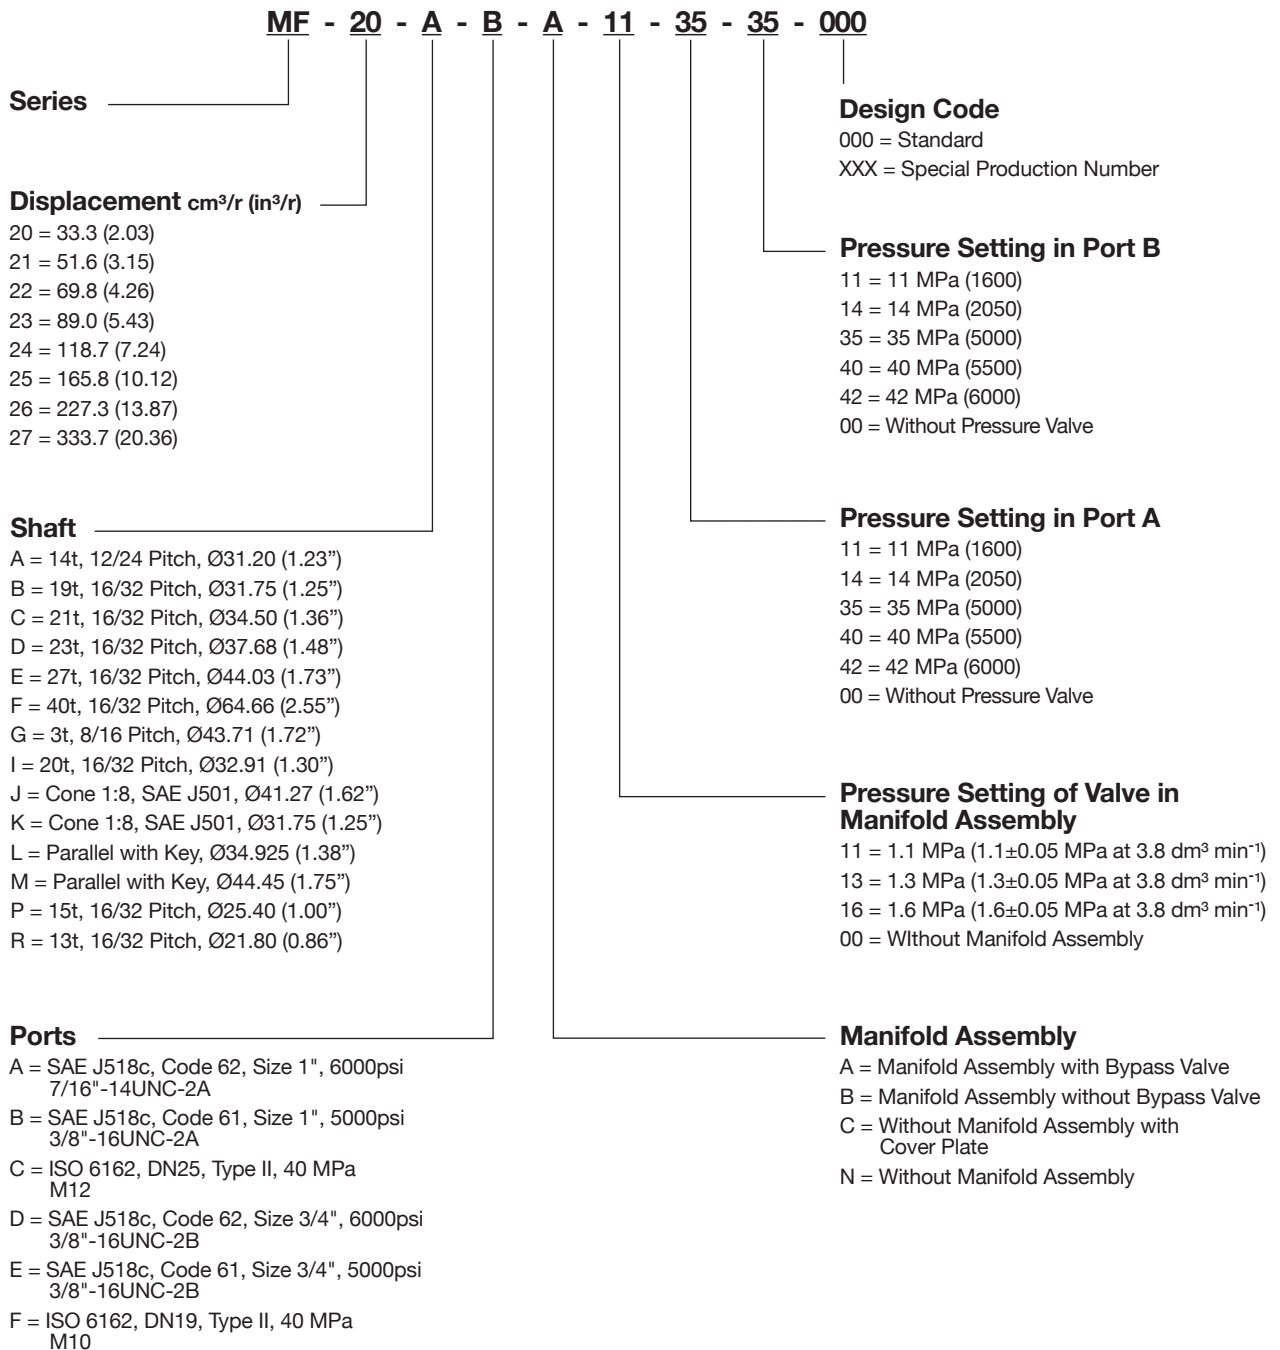 MF - 20 - A - B - A - 11 - 35 - 35 - 000
Series
Displacement cm³/r (in³/r)
20 = 33.3 (2.03)
21 = 51.6 (3.15)
22 = 69.8 (4.26)
23 = 89.0 (5.43)
24 = 118.7 (7.24)
25 = 165.8 (10.12)
26 = 227.3 (13.87)
27 = 333.7 (20.36)
Shaft
A = 14t, 12/24 Pitch, Ø31.20 (1.23”)
B = 19t, 16/32 Pitch, Ø31.75 (1.25”)
C = 21t, 16/32 Pitch, Ø34.50 (1.36”)
D = 23t, 16/32 Pitch, Ø37.68 (1.48”)
E = 27t, 16/32 Pitch, Ø44.03 (1.73”)
F = 40t, 16/32 Pitch, Ø64.66 (2.55”)
G = 3t, 8/16 Pitch, Ø43.71 (1.72”)
I = 20t, 16/32 Pitch, Ø32.91 (1.30”)
J = Cone 1:8, SAE J501, Ø41.27 (1.62”)
K = Cone 1:8, SAE J501, Ø31.75 (1.25”)
L = Parallel with Key, Ø34.925 (1.38”)
M = Parallel with Key, Ø44.45 (1.75”)
P = 15t, 16/32 Pitch, Ø25.40 (1.00”)
R = 13t, 16/32 Pitch, Ø21.80 (0.86”)
Ports
A = SAE J518c, Code 62, Size 1", 6000psi
7/16"-14UNC-2A
B = SAE J518c, Code 61, Size 1", 5000psi
3/8"-16UNC-2A
C = ISO 6162, DN25, Type II, 40 MPa
M12
D = SAE J518c, Code 62, Size 3/4", 6000psi
3/8"-16UNC-2B
E = SAE J518c, Code 61, Size 3/4", 5000psi
3/8"-16UNC-2B
F = ISO 6162, DN19, Type II, 40 MPa
M10
Design Code
000 = Standard
XXX = Special Production Number
Pressure Setting in Port B
11 = 11 MPa (1600)
14 = 14 MPa (2050)
35 = 35 MPa (5000)
40 = 40 MPa (5500)
42 = 42 MPa (6000)
00 = Without Pressure Valve
Pressure Setting in Port A
11 = 11 MPa (1600)
14 = 14 MPa (2050)
35 = 35 MPa (5000)
40 = 40 MPa (5500)
42 = 42 MPa (6000)
00 = Without Pressure Valve
Pressure Setting of Valve in
Manifold Assembly
11 = 1.1 MPa (1.1±0.05 MPa at 3.8 dm³ min⁻¹)
13 = 1.3 MPa (1.3±0.05 MPa at 3.8 dm³ min⁻¹)
16 = 1.6 MPa (1.6±0.05 MPa at 3.8 dm³ min⁻¹)
00 = WIthout Manifold Assembly
Manifold Assembly
A = Manifold Assembly with Bypass Valve
B = Manifold Assembly without Bypass Valve
C = Without Manifold Assembly with
Cover Plate
N = Without Manifold Assembly